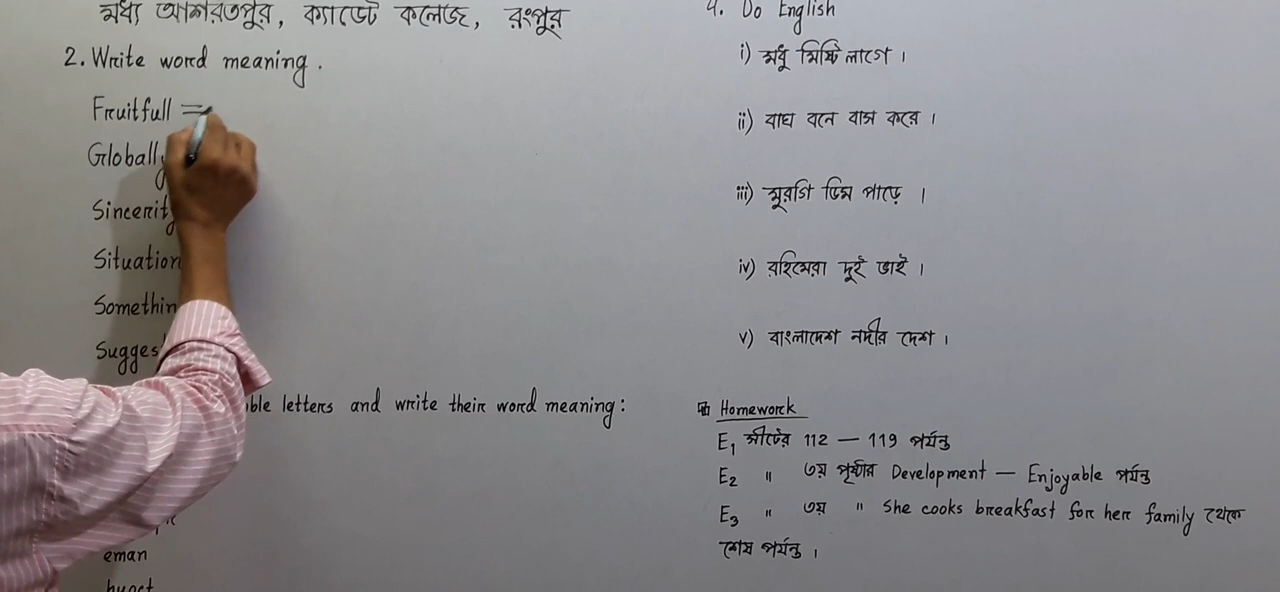 মধ্য আশরতপুর, ক্যাডেট কলেজ, রংপুর
2. Write word meaning.
Fruitfull =
Globally
Sincerity
Situation
Somethin
Sugges
ble letters and write their word meaning:
eman
hunct
4. Do English
i) মধু মিষ্টি লাগে ।
ii) বাঘ বনে বাস করে ।
iii) মুরগি ডিম পাড়ে ।
iv) রহিমেরা দুই ভাই ।
v) বাংলাদেশ নদীর দেশ ।
Homework
E1 সীটের 112 — 119 পর্যন্ত
E2 " ৩য় পৃষ্ঠার Development — Enjoyable পর্যন্ত
E3 " ৩য় " She cooks breakfast for her family থেকে
শেষ পর্যন্ত ।